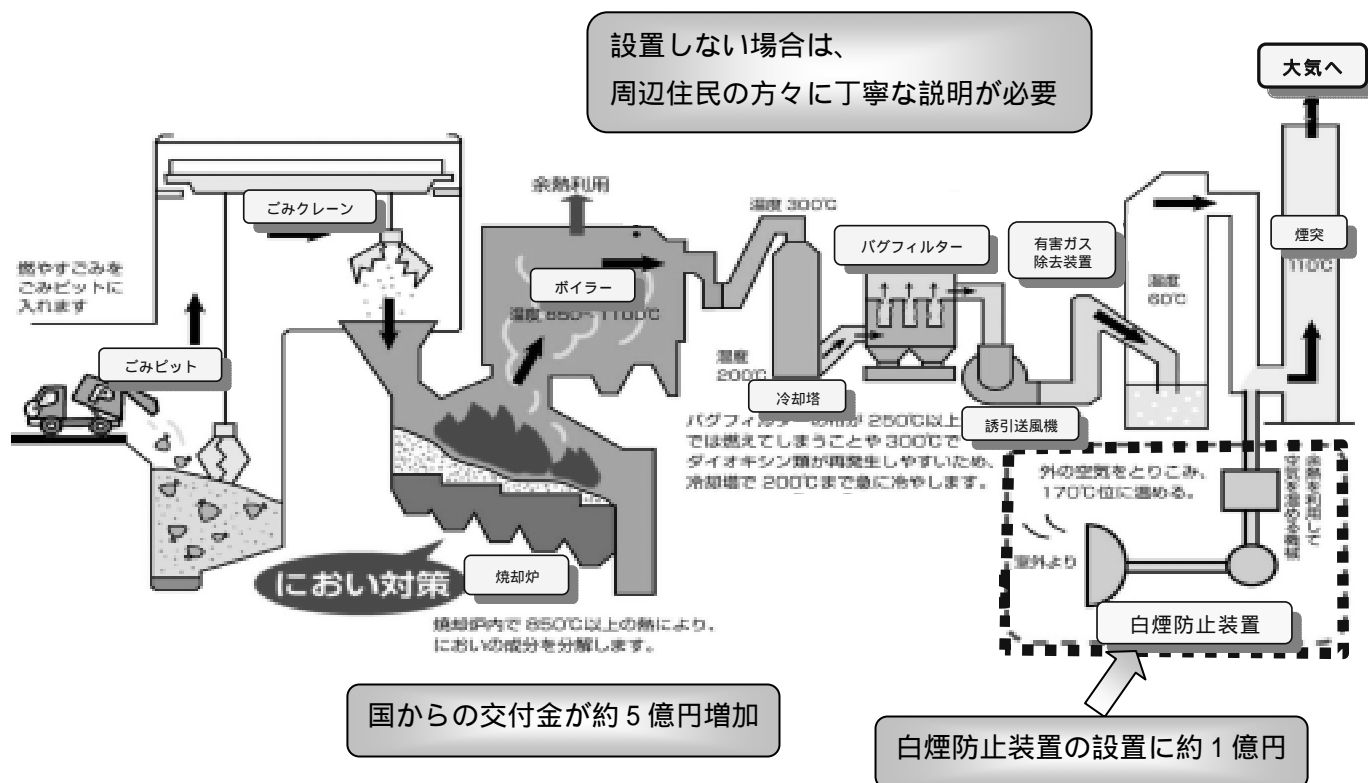 設置しない場合は、
周辺住民の方々に丁寧な説明が必要
大気へ
余熱利用
ごみクレーン
温度 300℃
バグフィルター
有害ガス
除去装置
煙突
110℃
燃やすごみを
ごみピットに
入れます
ボイラー
温度 850~1100℃
温度
60℃
ごみピット
温度
200℃
冷却塔
誘引送風機
バグフィルターの布が 250℃以上
では燃えてしまうことや 300℃で
ダイオキシン類が再発生しやすいため、
冷却塔で 200℃まで急に冷やします。
外の空気をとりこみ、
170℃位に温める。
余熱を利用して
空気を温める装置
室外より
におい対策
焼却炉
白煙防止装置
焼却炉内で 850℃以上の熱により、
においの成分を分解します。
国からの交付金が約5億円増加
白煙防止装置の設置に約1億円